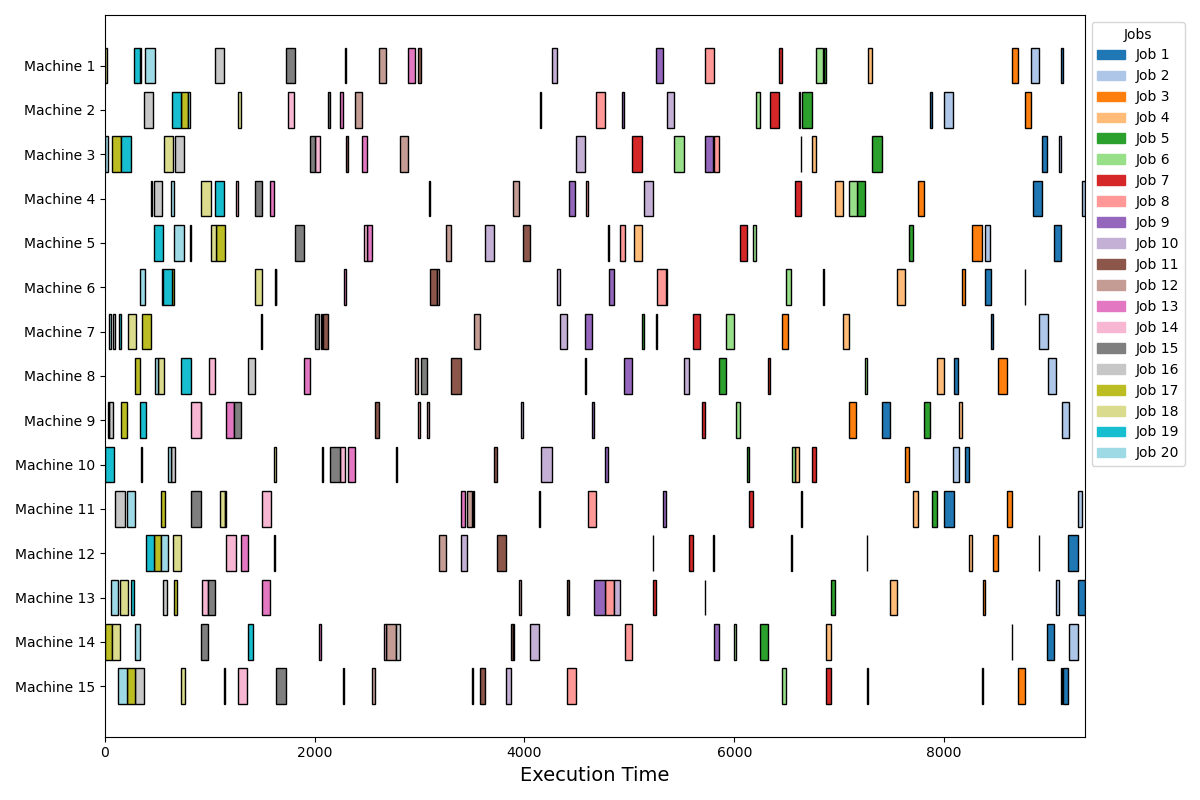 Machine 1
Machine 2
Machine 3
Machine 4
Machine 5
Machine 6
Machine 7
Machine 8
Machine 9
Machine 10
Machine 11
Machine 12
Machine 13
Machine 14
Machine 15
0 2000 4000 6000 8000
Execution Time
Jobs
Job 1
Job 2
Job 3
Job 4
Job 5
Job 6
Job 7
Job 8
Job 9
Job 10
Job 11
Job 12
Job 13
Job 14
Job 15
Job 16
Job 17
Job 18
Job 19
Job 20